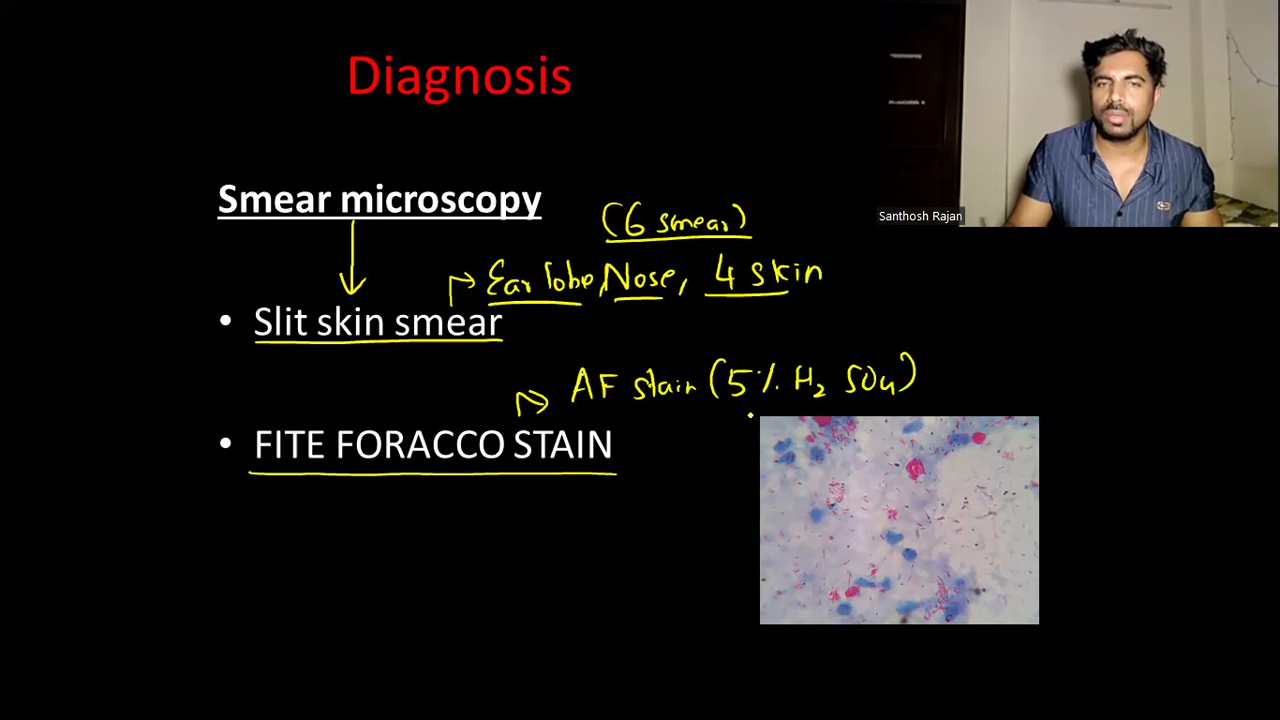 Diagnosis
Santhosh Rajan
Smear microscopy
(6 smear)
Ear lobe, Nose, 4 skin
• Slit skin smear
AF stain (5% H2 SO4)
• FITE FORACCO STAIN